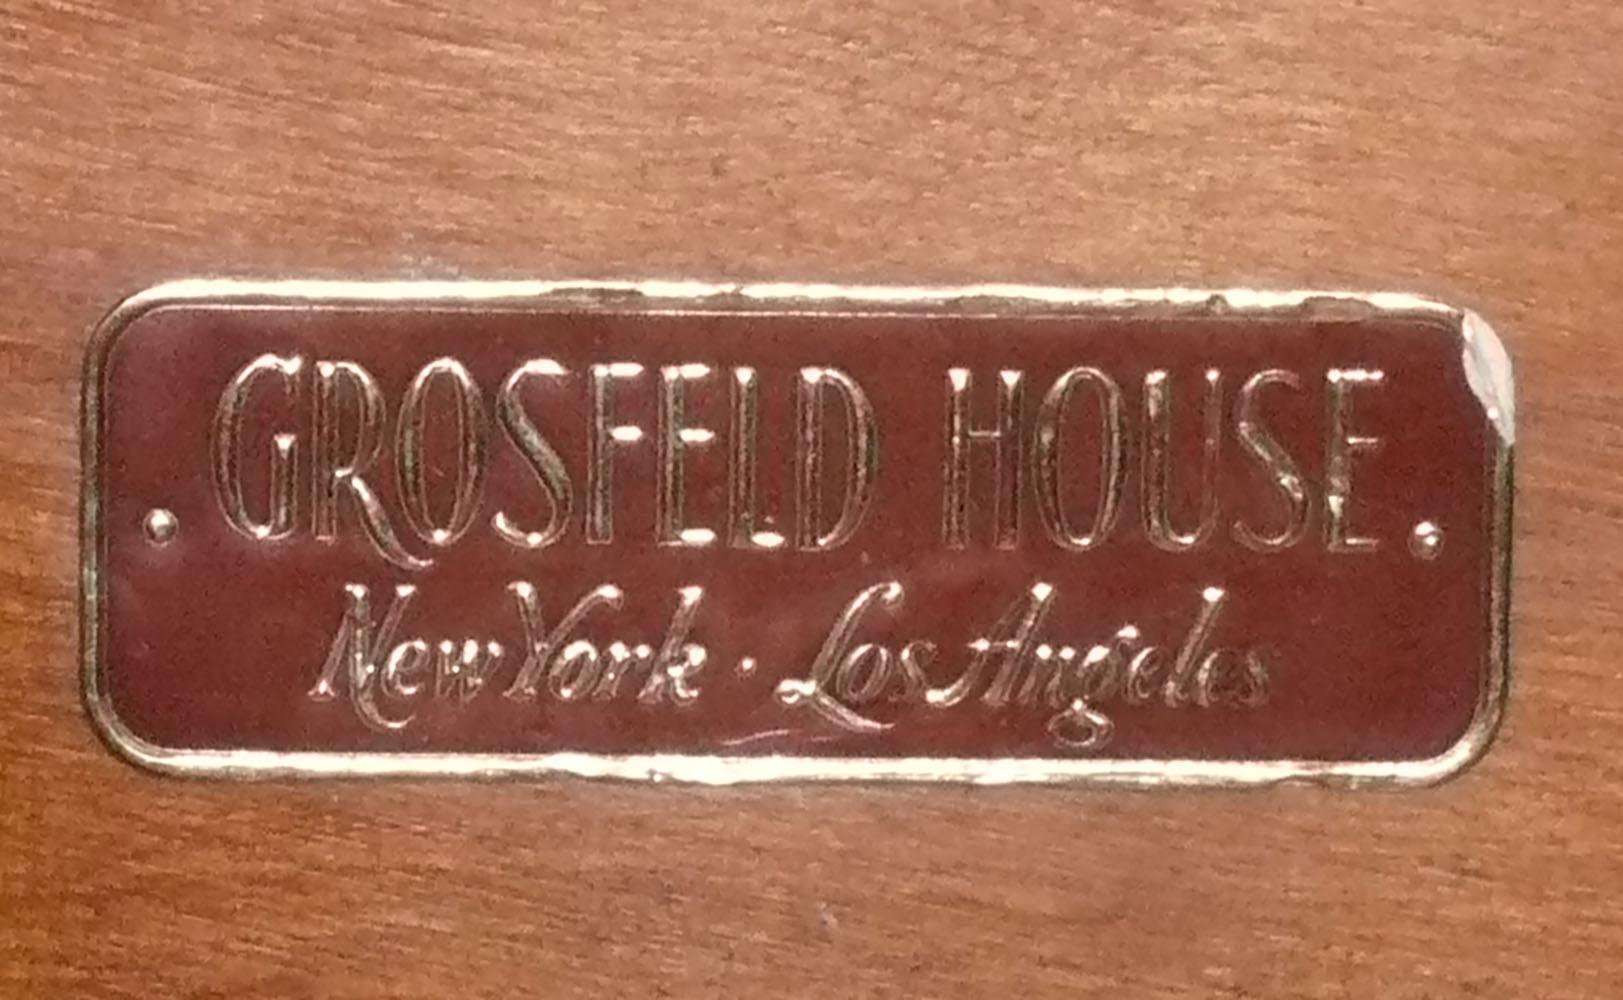 GROSFELD HOUSE
New York · Los Angeles